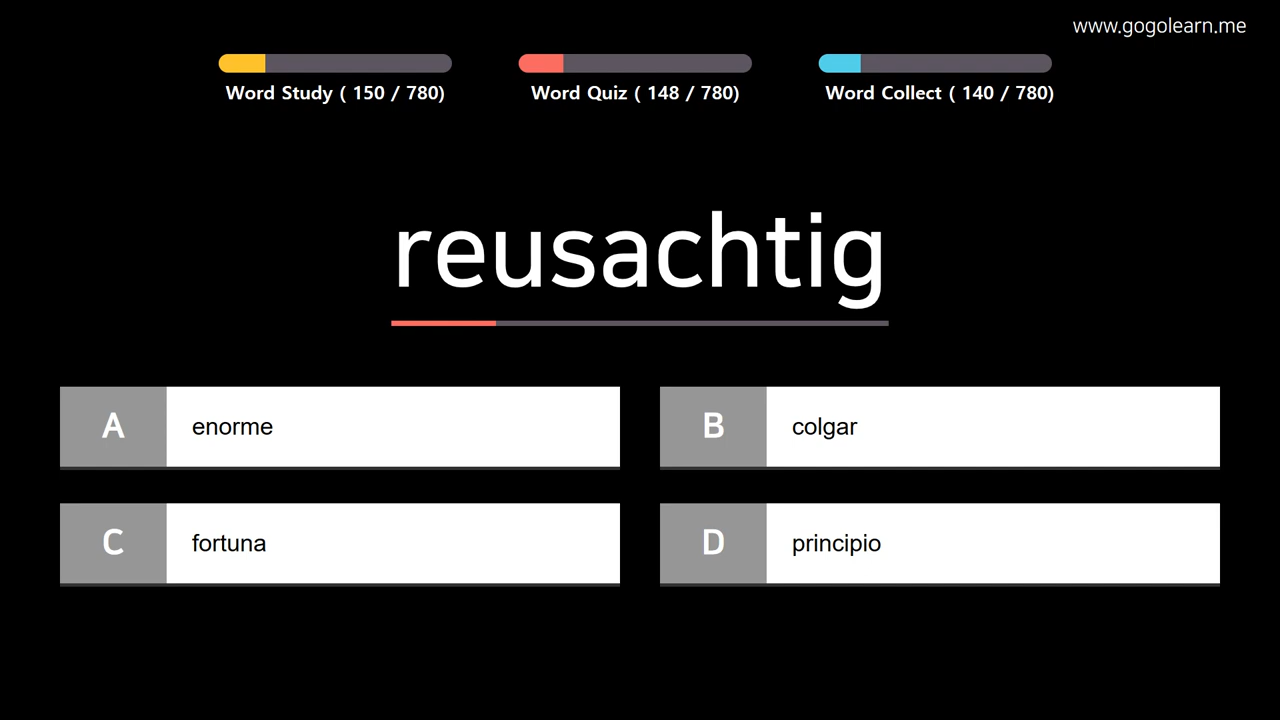 www.gogolearn.me
Word Study ( 150 / 780)
Word Quiz ( 148 / 780)
Word Collect ( 140 / 780)
reusachtig
A enorme
B colgar
C fortuna
D principio